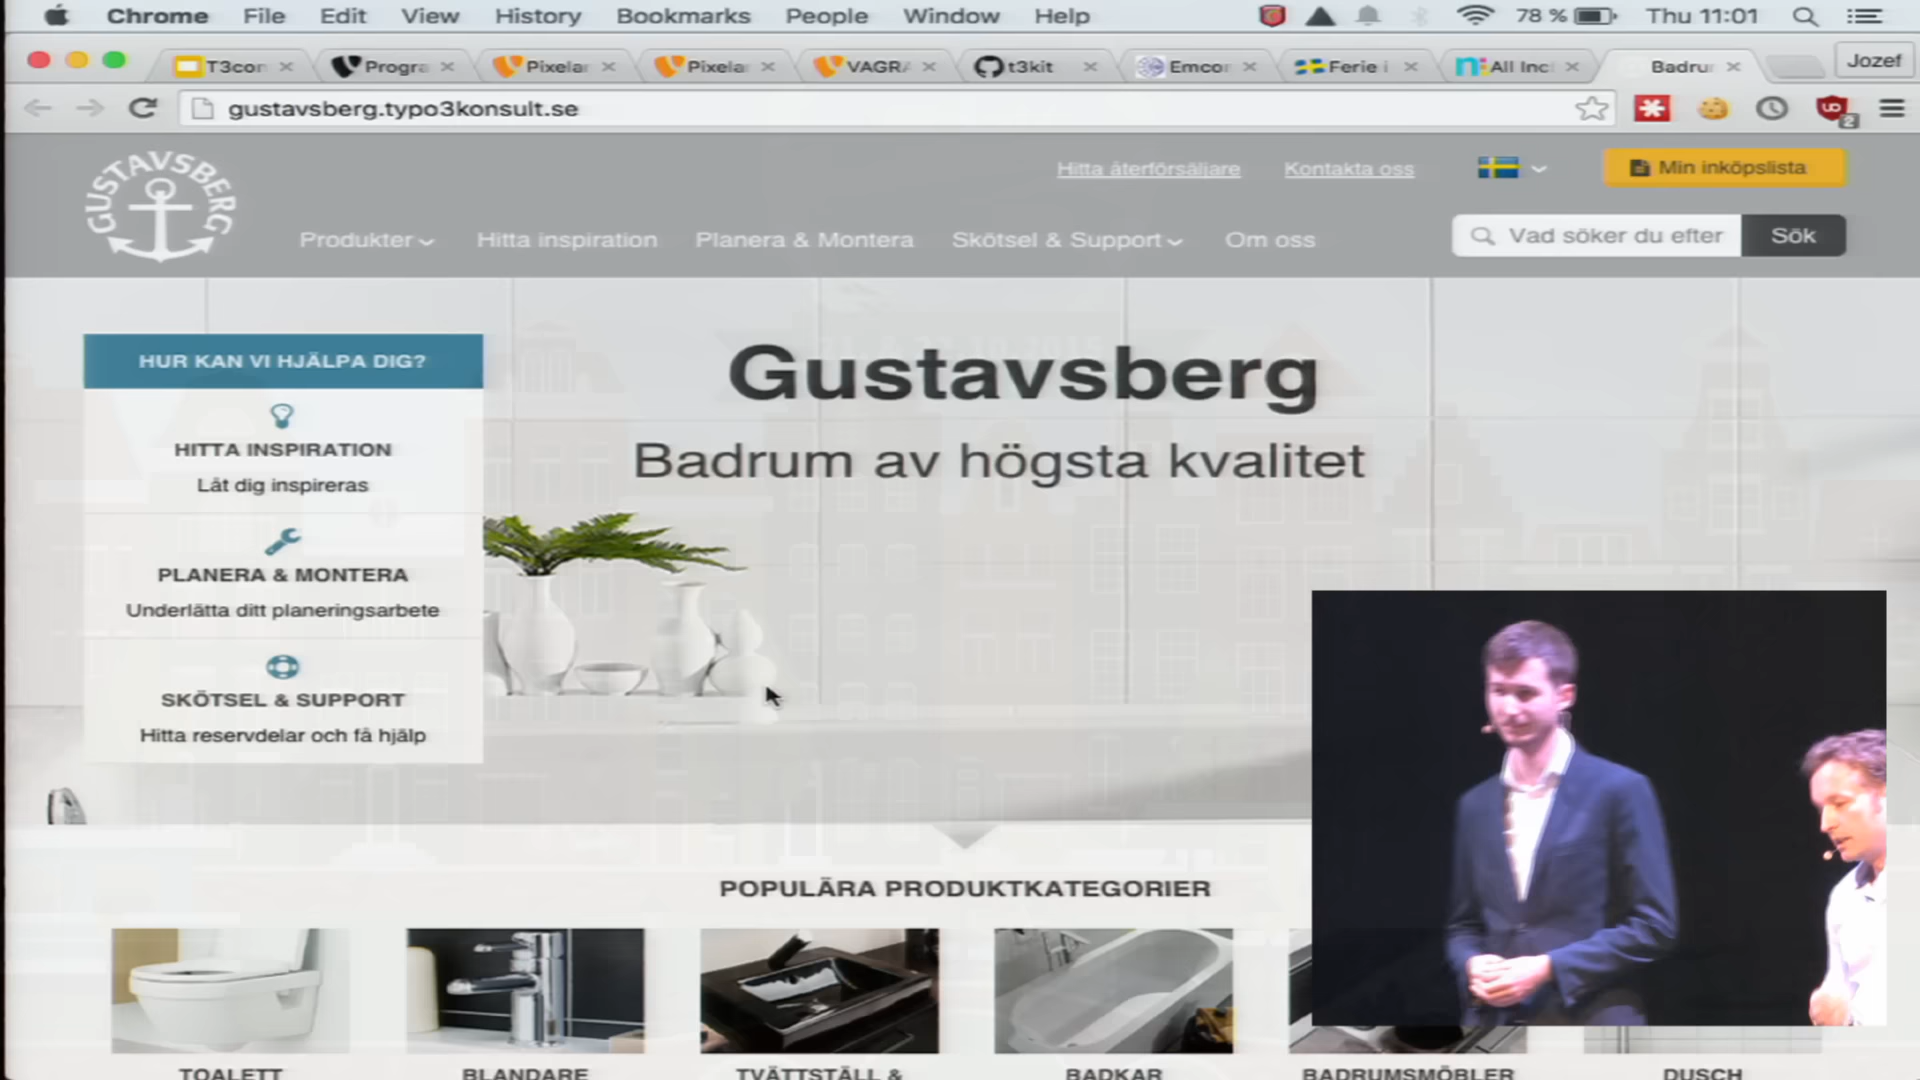 Chrome File Edit View History Bookmarks People Window Help 78 % Thu 11:01
T3con Progra Pixelar Pixela VAGRA t3kit Emcor Ferie i All Incl Badru Jozef
gustavsberg.typo3konsult.se
GUSTAVSBERG
Hitta återförsäljare Kontakta oss Min inköpslista
Produkter Hitta inspiration Planera & Montera Skötsel & Support Om oss Vad söker du efter Sök
HUR KAN VI HJÄLPA DIG?
HITTA INSPIRATION
Låt dig inspireras
PLANERA & MONTERA
Underlätta ditt planeringsarbete
SKÖTSEL & SUPPORT
Hitta reservdelar och få hjälp
Gustavsberg
Badrum av högsta kvalitet
POPULÄRA PRODUKTKATEGORIER
TOALETT BLANDARE TVÄTTSTÄLL & BADKAR BADRUMSMÖBLER DUSCH